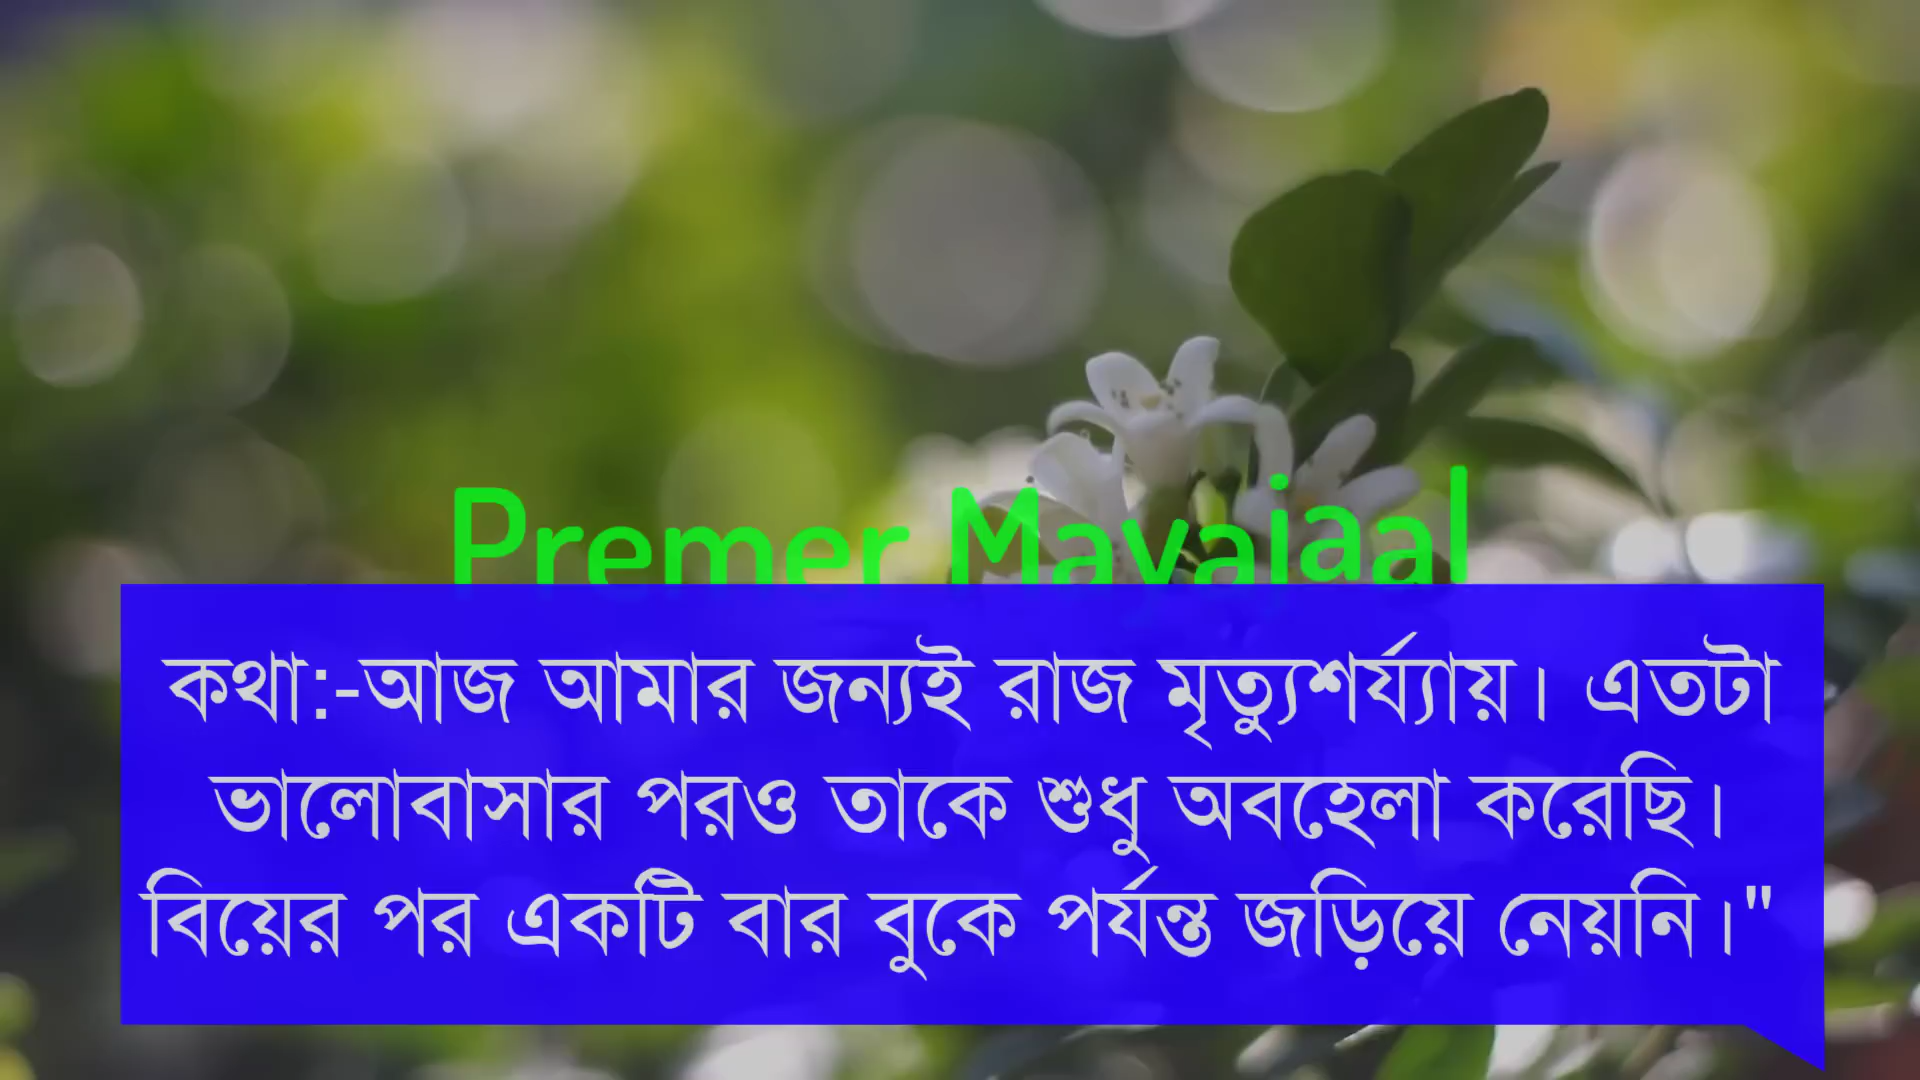 Premer Mayajaal
কথা:-আজ আমার জন্যই রাজ মৃত্যুশর্য্যায়। এতটা
ভালোবাসার পরও তাকে শুধু অবহেলা করেছি।
বিয়ের পর একটি বার বুকে পর্যন্ত জড়িয়ে নেয়নি।"